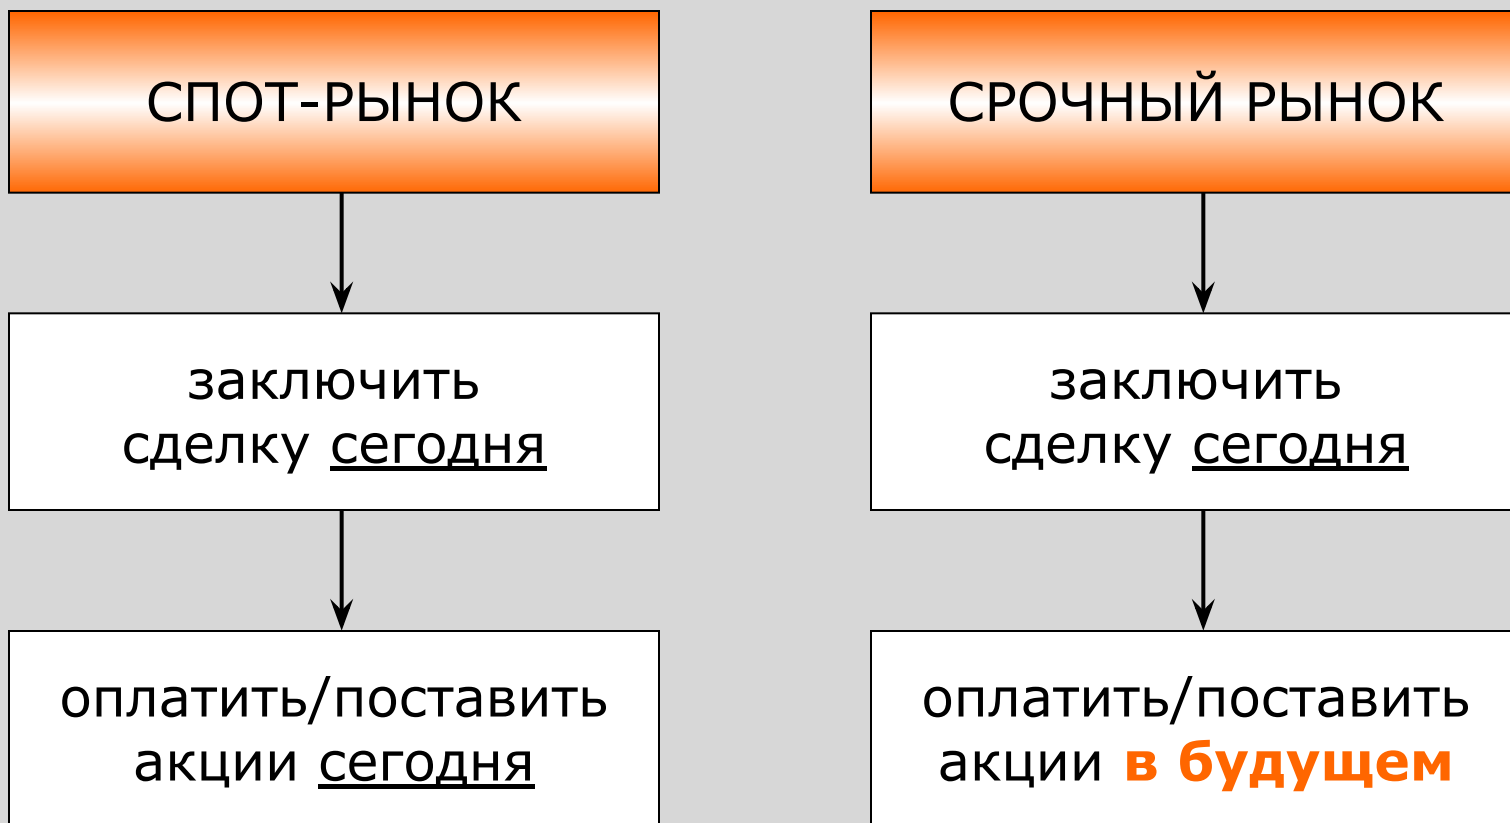 СПОТ-РЫНОК
заключить
сделку сегодня
оплатить/поставить
акции сегодня
СРОЧНЫЙ РЫНОК
заключить
сделку сегодня
оплатить/поставить
акции в будущем